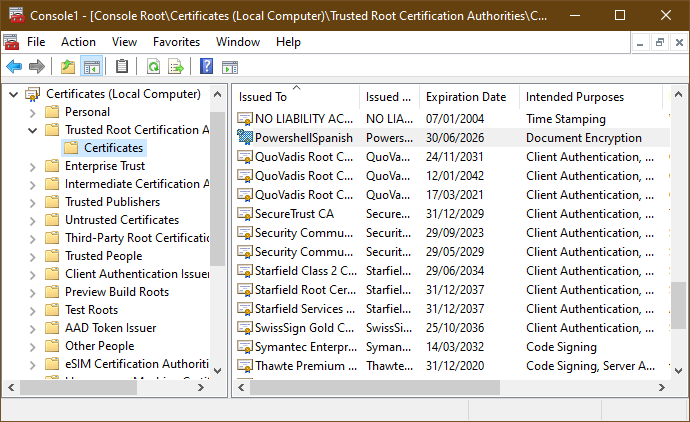 Console1 - [Console Root\Certificates (Local Computer)\Trusted Root Certification Authorities\C...
File Action View Favorites Window Help
Certificates (Local Computer)
Personal
Trusted Root Certification A
Certificates
Enterprise Trust
Intermediate Certification A
Trusted Publishers
Untrusted Certificates
Third-Party Root Certification
Trusted People
Client Authentication Issuer
Preview Build Roots
Test Roots
AAD Token Issuer
Other People
eSIM Certification Authoriti
Issued To Issued ... Expiration Date Intended Purposes
NO LIABILITY AC... NO LIA... 07/01/2004 Time Stamping
PowershellSpanish Powers... 30/06/2026 Document Encryption
QuoVadis Root C... QuoVa... 24/11/2031 Client Authentication, ...
QuoVadis Root C... QuoVa... 12/01/2042 Client Authentication, ...
QuoVadis Root C... QuoVa... 17/03/2021 Client Authentication, ...
SecureTrust CA Secure... 31/12/2029 Client Authentication, ...
Security Commu... Securit... 29/09/2023 Client Authentication, ...
Security Commu... Securit... 29/05/2029 Client Authentication, ...
Starfield Class 2 C... Starfiel... 29/06/2034 Client Authentication, ...
Starfield Root Cer... Starfiel... 31/12/2037 Client Authentication, ...
Starfield Services ... Starfiel... 31/12/2037 Client Authentication, ...
SwissSign Gold C... SwissSi... 25/10/2036 Client Authentication, ...
Symantec Enterpr... Syman... 14/03/2032 Code Signing
Thawte Premium ... Thawte... 31/12/2020 Code Signing, Server A...